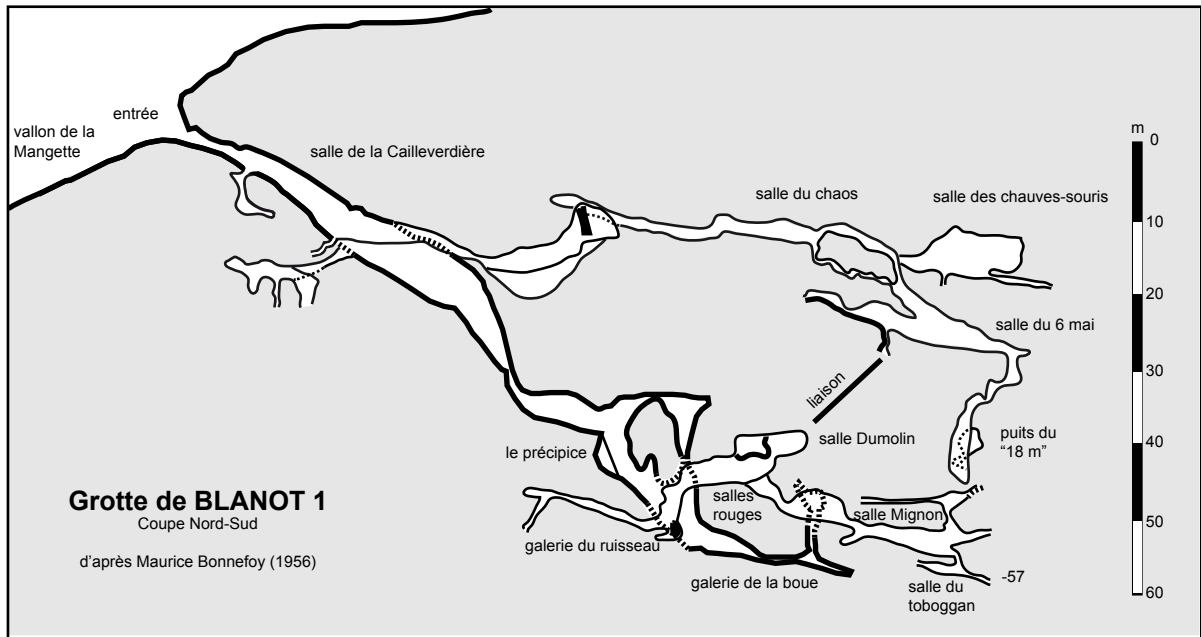 entrée
vallon de la
Mangette
salle de la Cailleverdière
salle du chaos
salle des chauves-souris
m
0
10
20
30
40
50
60
salle du 6 mai
liaison
salle Dumolin
puits du
“18 m”
le précipice
salles
rouges
salle Mignon
galerie du ruisseau
galerie de la boue
salle du
toboggan
-57
Grotte de BLANOT 1
Coupe Nord-Sud
d'après Maurice Bonnefoy (1956)